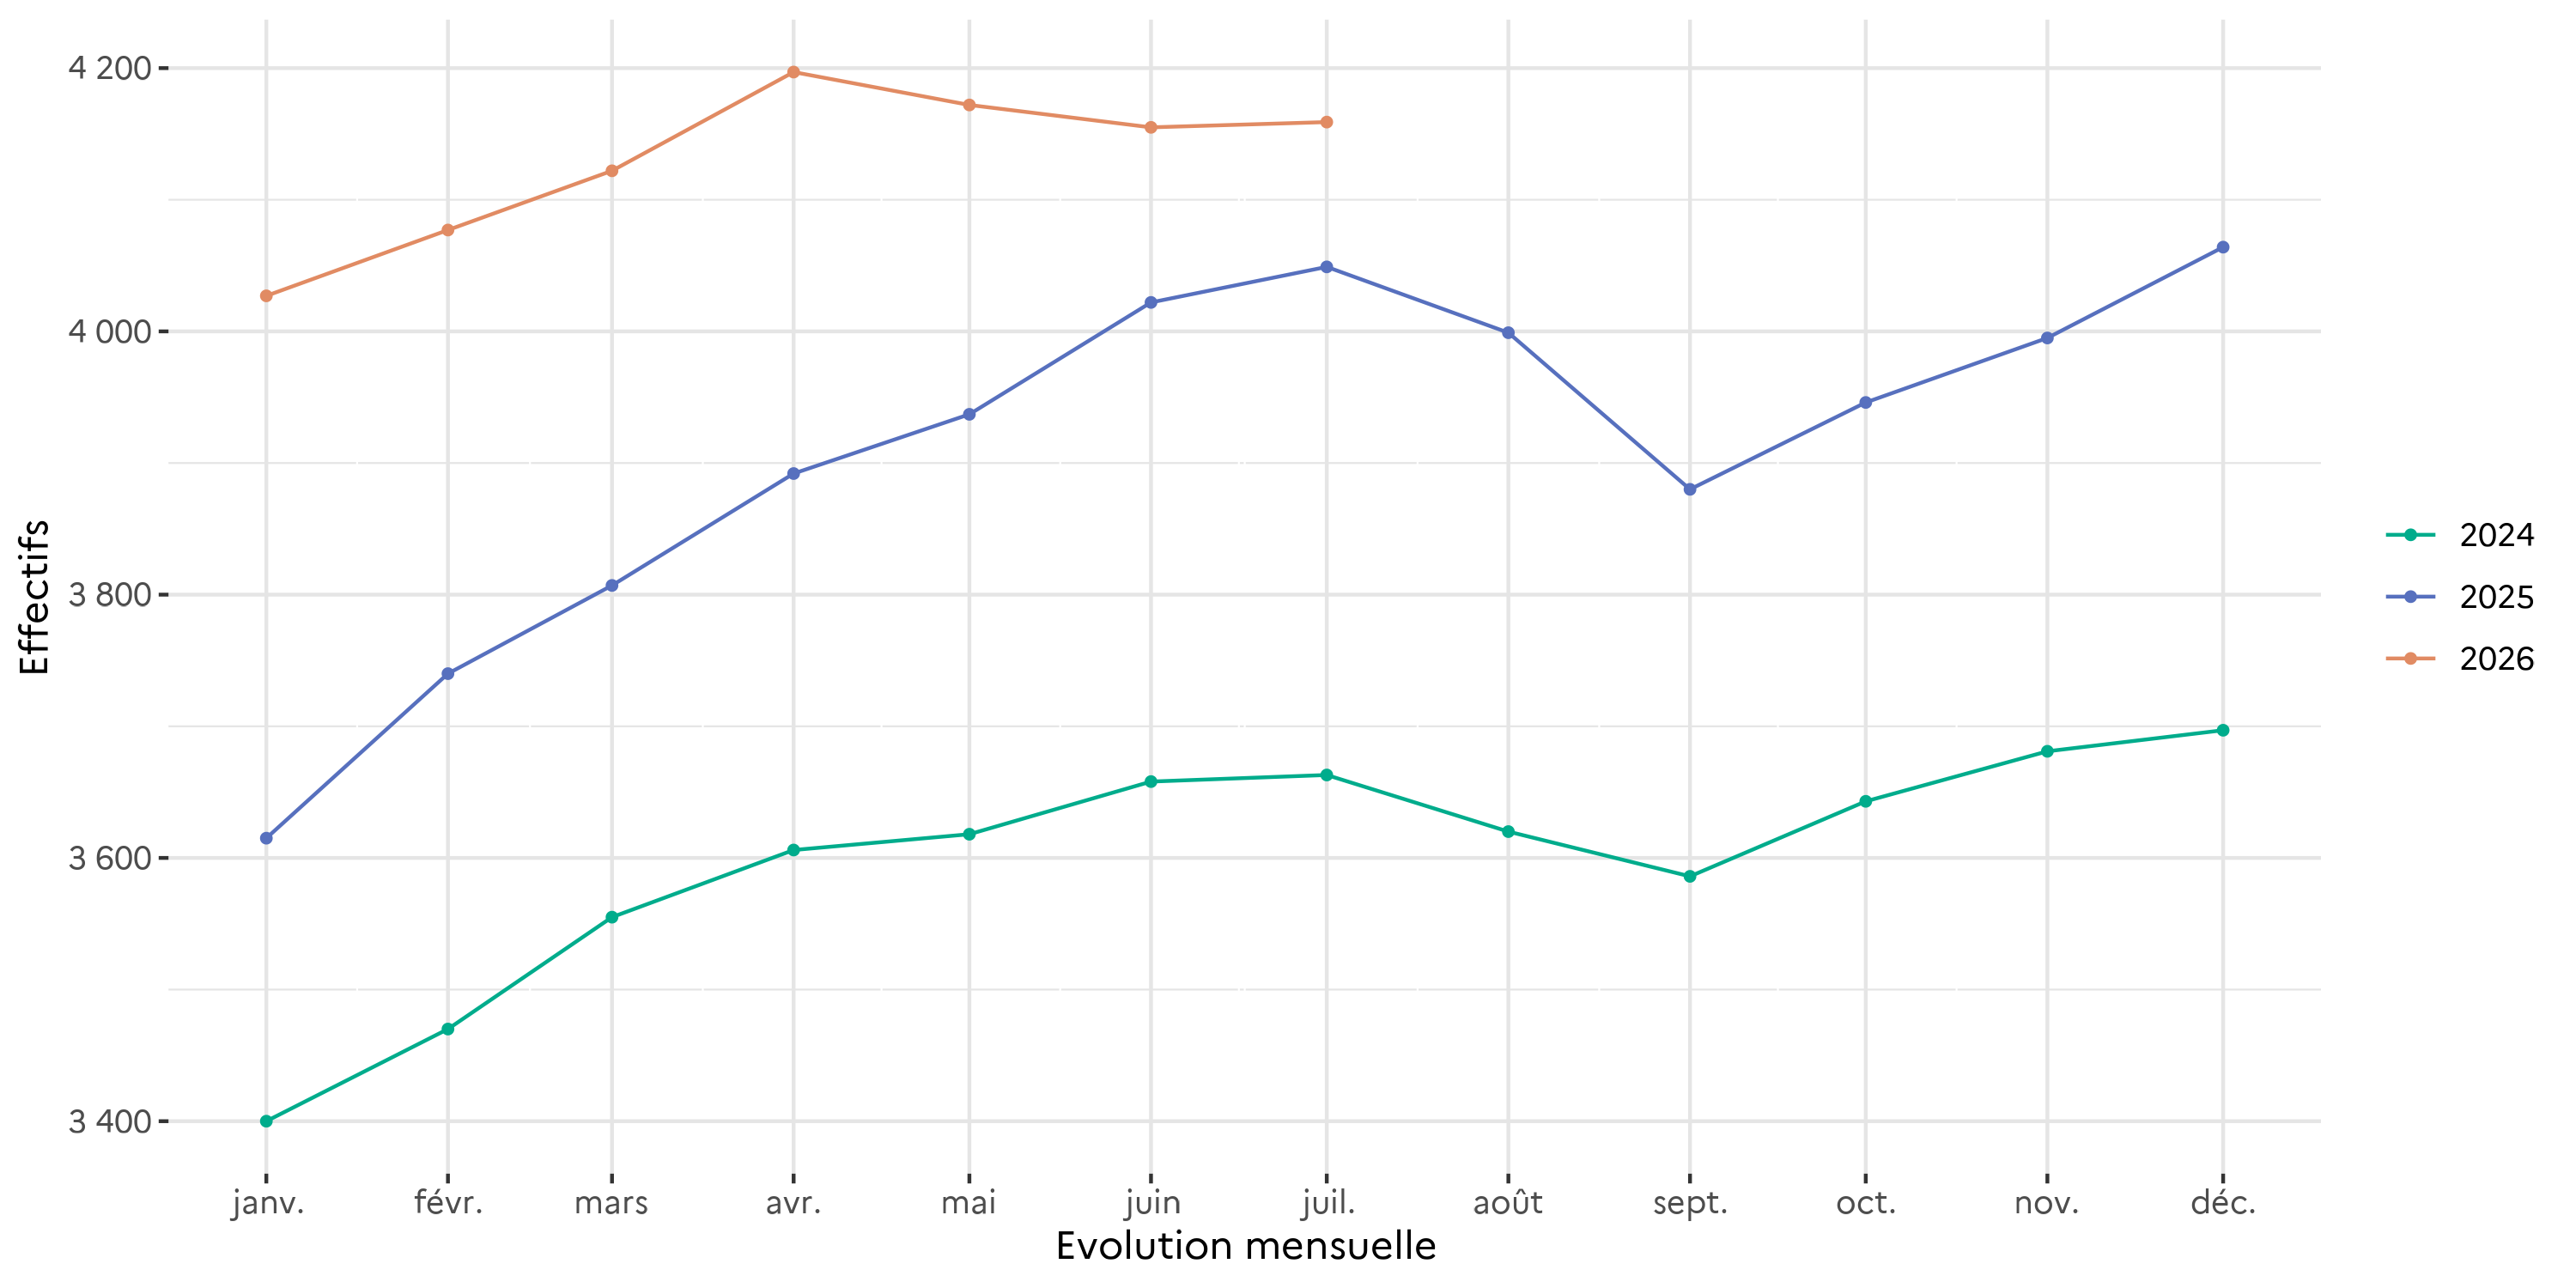 4 200
4 000
3 800
3 600
3 400
Effectifs
janv. févr. mars avr. mai juin juil. août sept. oct. nov. déc.
Evolution mensuelle
2024
2025
2026